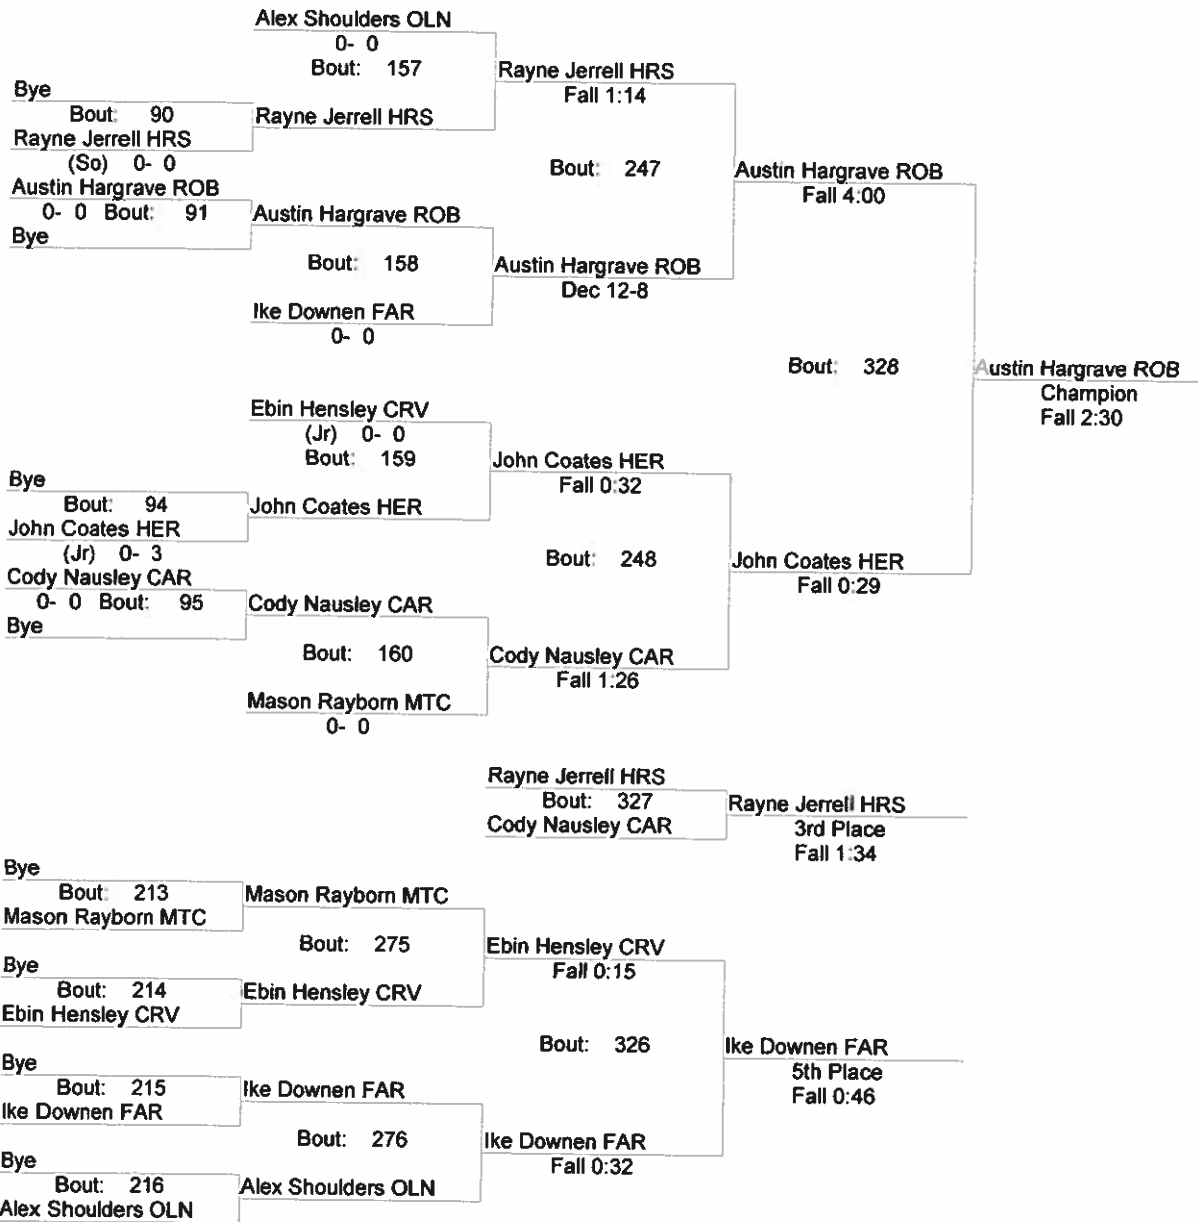 Alex Shoulders OLN
0- 0
Bout: 157
Rayne Jerrell HRS
Fall 1:14
Bye
Bout: 90
Rayne Jerrell HRS
Rayne Jerrell HRS
(So) 0- 0
Bout: 247
Austin Hargrave ROB
Fall 4:00
Austin Hargrave ROB
0- 0 Bout: 91
Austin Hargrave ROB
Bye
Bout: 158
Austin Hargrave ROB
Dec 12-8
Ike Downen FAR
0- 0
Bout: 328
Austin Hargrave ROB
Champion
Fall 2:30
Ebin Hensley CRV
(Jr) 0- 0
Bout: 159
John Coates HER
Fall 0:32
Bye
Bout: 94
John Coates HER
John Coates HER
(Jr) 0- 3
Bout: 248
John Coates HER
Fall 0:29
Cody Nausley CAR
0- 0 Bout: 95
Cody Nausley CAR
Bye
Bout: 160
Cody Nausley CAR
Fall 1:26
Mason Rayborn MTC
0- 0
Rayne Jerrell HRS
Bout: 327
Rayne Jerrell HRS
Cody Nausley CAR
3rd Place
Fall 1:34
Bye
Bout: 213
Mason Rayborn MTC
Mason Rayborn MTC
Bout: 275
Ebin Hensley CRV
Fall 0:15
Bye
Bout: 214
Ebin Hensley CRV
Ebin Hensley CRV
Bout: 326
Ike Downen FAR
5th Place
Fall 0:46
Bye
Bout: 215
Ike Downen FAR
Ike Downen FAR
Bout: 276
Ike Downen FAR
Fall 0:32
Bye
Bout: 216
Alex Shoulders OLN
Alex Shoulders OLN